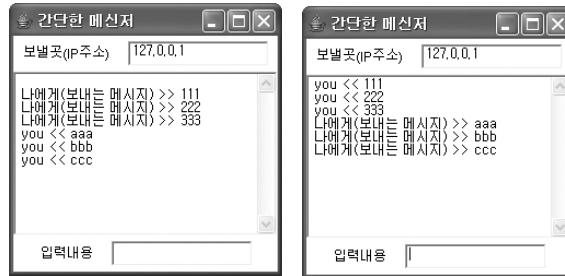 간단한 메신저
보낼곳(IP주소) 127,0,0,1
나에게(보내는 메시지) >> 111
나에게(보내는 메시지) >> 222
나에게(보내는 메시지) >> 333
you << aaa
you << bbb
you << ccc
입력내용
간단한 메신저
보낼곳(IP주소) 127,0,0,1
you << 111
you << 222
you << 333
나에게(보내는 메시지) >> aaa
나에게(보내는 메시지) >> bbb
나에게(보내는 메시지) >> ccc
입력내용